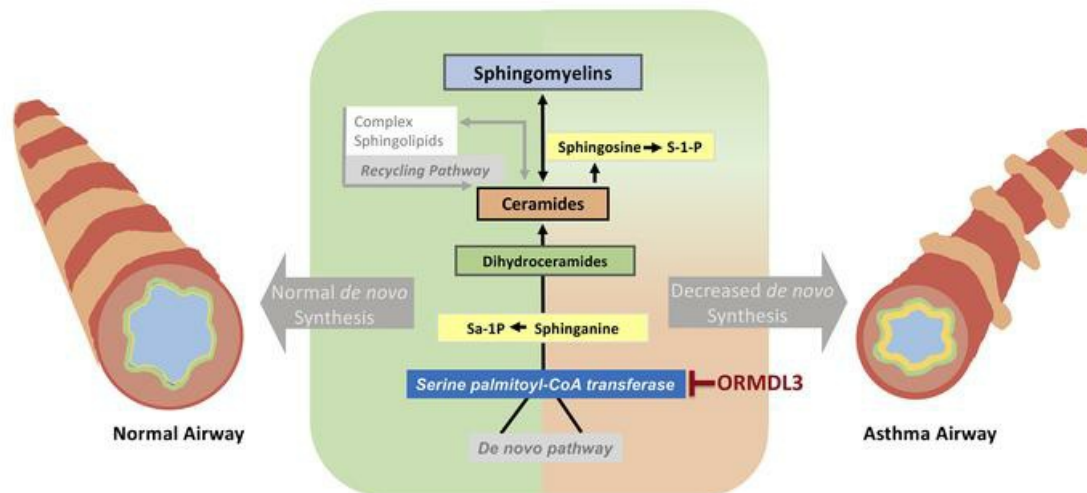 Sphingomyelins
Complex
Sphingolipids
Recycling Pathway
Sphingosine → S-1-P
Ceramides
Dihydroceramides
Normal de novo
Synthesis
Decreased de novo
Synthesis
Sa-1P ← Sphinganine
Serine palmitoyl-CoA transferase
ORMDL3
De novo pathway
Normal Airway
Asthma Airway